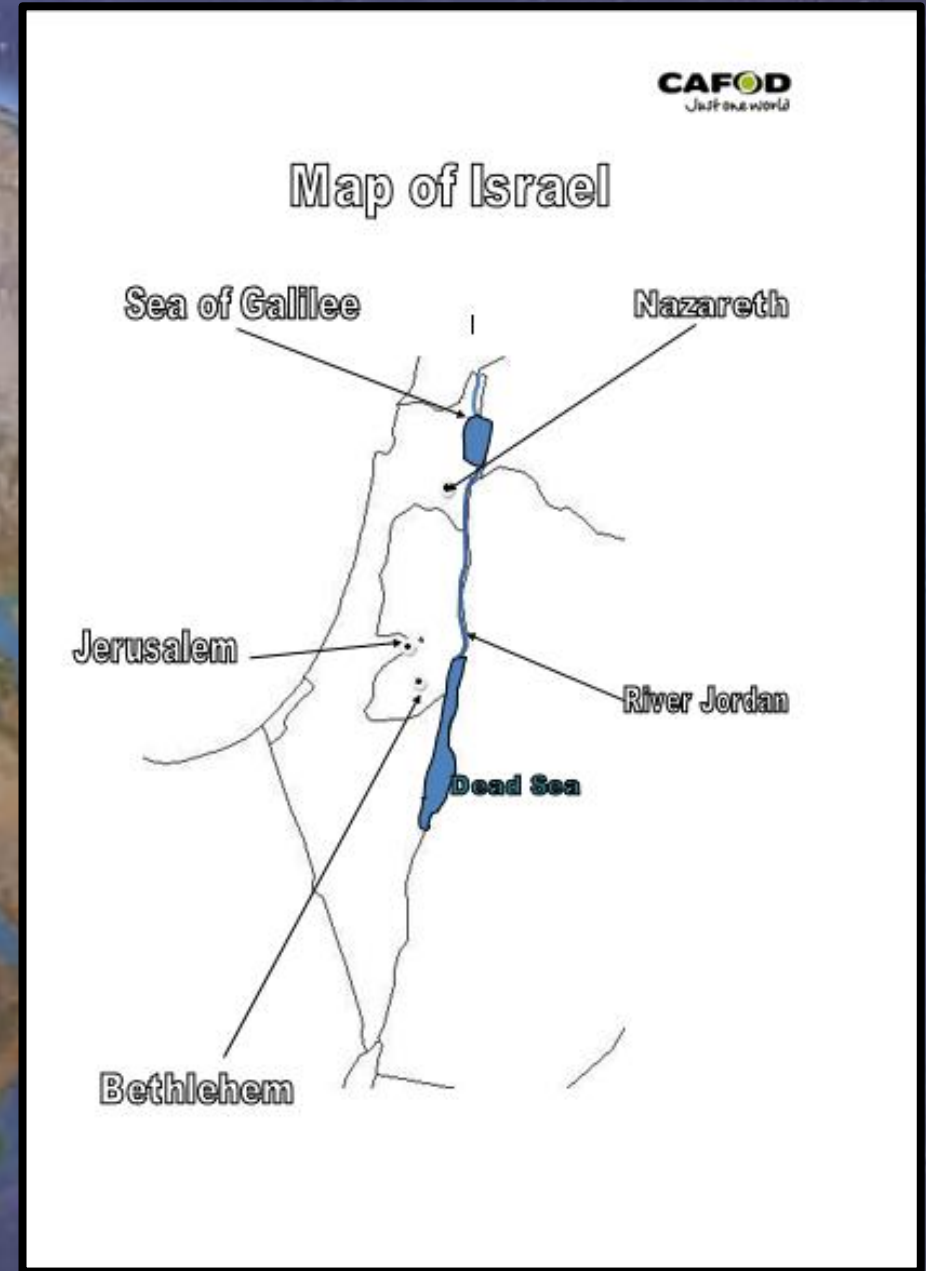 CAFOD
Just one world
Map of Israel
Sea of Galilee
Nazareth
Jerusalem
River Jordan
Dead Sea
Bethlehem